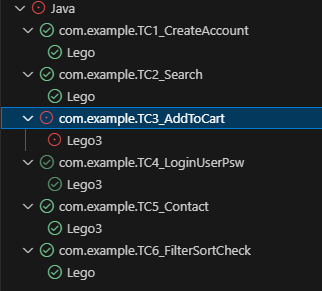 Java
com.example.TC1_CreateAccount
Lego
com.example.TC2_Search
Lego
com.example.TC3_AddToCart
Lego3
com.example.TC4_LoginUserPsw
Lego3
com.example.TC5_Contact
Lego3
com.example.TC6_FilterSortCheck
Lego